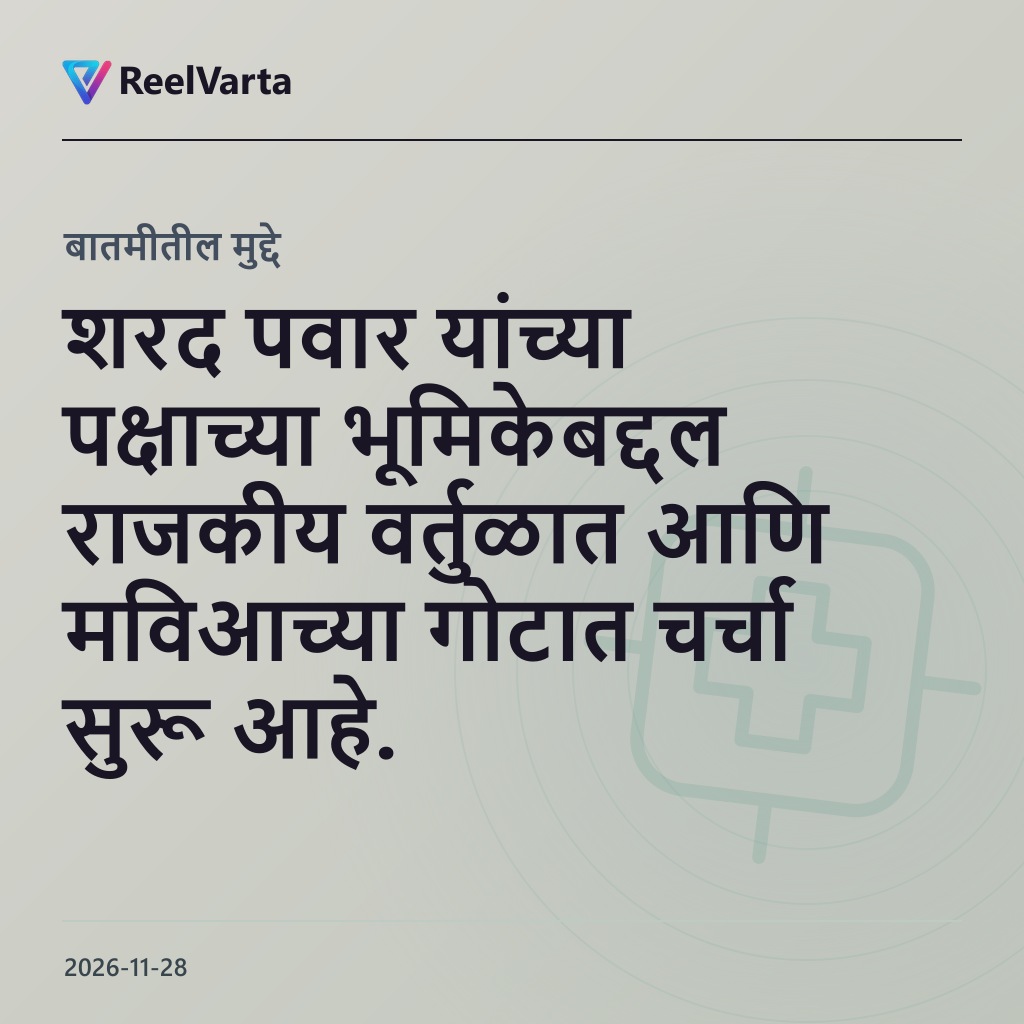 ReelVarta
बातमीतील मुद्दे
शरद पवार यांच्या
पक्षाच्या भूमिकेबद्दल
राजकीय वर्तुळात आणि
मविआच्या गोटात चर्चा
सुरू आहे.
2026-11-28